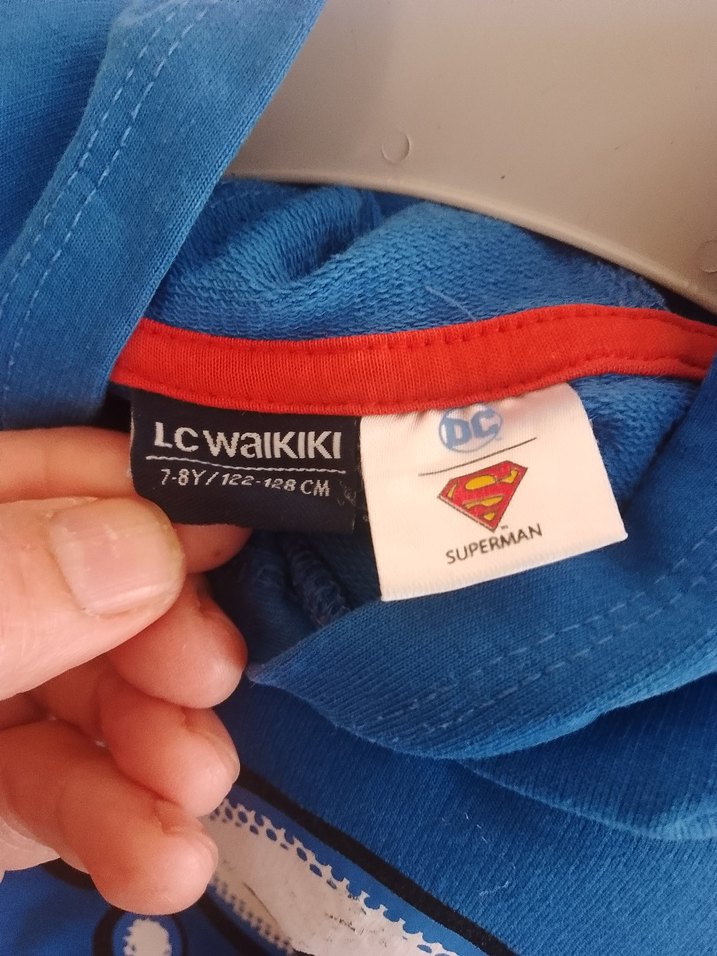 LC WAIKIKI
7-8Y/122-128 CM
DC
SUPERMAN